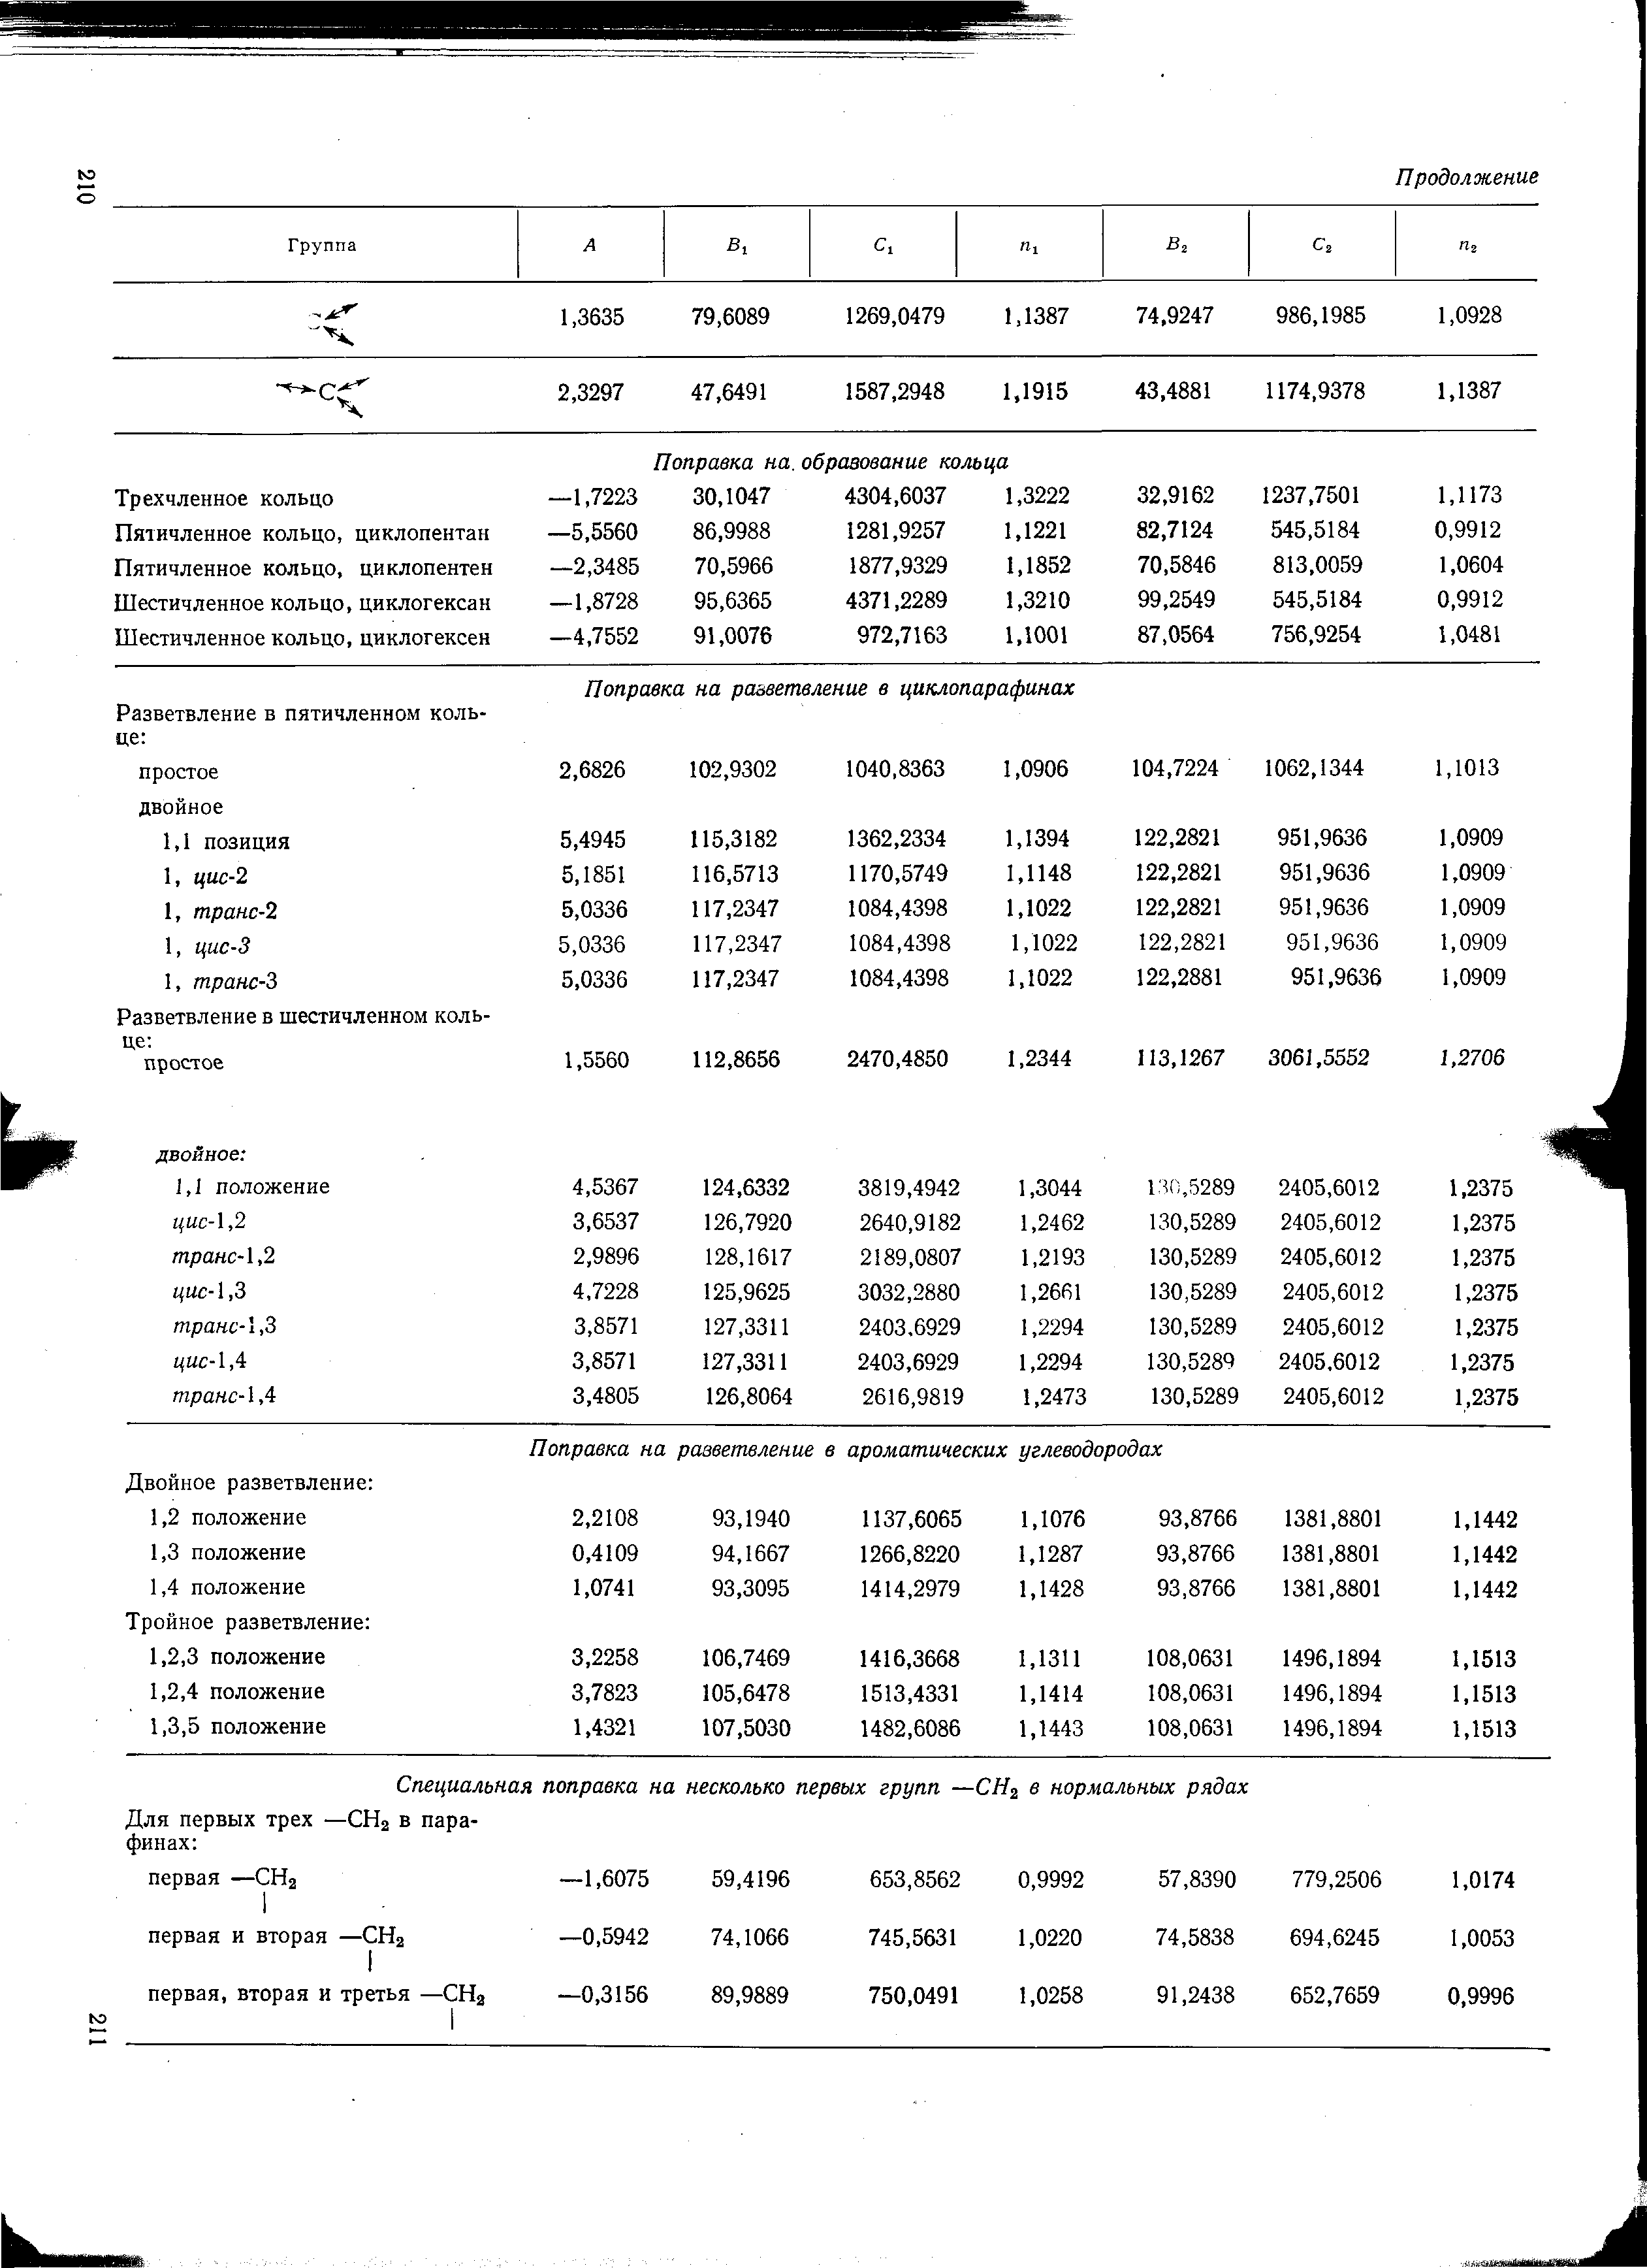 210
Продолжение
Группа A B₁ C₁ n₁ B₂ C₂ n₂
1,3635 79,6089 1269,0479 1,1387 74,9247 986,1985 1,0928
C 2,3297 47,6491 1587,2948 1,1915 43,4881 1174,9378 1,1387
Поправка на образование кольца
Трехчленное кольцо —1,7223 30,1047 4304,6037 1,3222 32,9162 1237,7501 1,1173
Пятичленное кольцо, циклопентан —5,5560 86,9988 1281,9257 1,1221 82,7124 545,5184 0,9912
Пятичленное кольцо, циклопентен —2,3485 70,5966 1877,9329 1,1852 70,5846 813,0059 1,0604
Шестичленное кольцо, циклогексан —1,8728 95,6365 4371,2289 1,3210 99,2549 545,5184 0,9912
Шестичленное кольцо, циклогексен —4,7552 91,0076 972,7163 1,1001 87,0564 756,9254 1,0481
Поправка на разветвление в циклопарафинах
Разветвление в пятичленном коль-
це:
простое 2,6826 102,9302 1040,8363 1,0906 104,7224 1062,1344 1,1013
двойное
1,1 позиция 5,4945 115,3182 1362,2334 1,1394 122,2821 951,9636 1,0909
1, цис-2 5,1851 116,5713 1170,5749 1,1148 122,2821 951,9636 1,0909
1, транс-2 5,0336 117,2347 1084,4398 1,1022 122,2821 951,9636 1,0909
1, цис-3 5,0336 117,2347 1084,4398 1,1022 122,2821 951,9636 1,0909
1, транс-3 5,0336 117,2347 1084,4398 1,1022 122,2881 951,9636 1,0909
Разветвление в шестичленном коль-
це:
простое 1,5560 112,8656 2470,4850 1,2344 113,1267 3061,5552 1,2706
двойное:
1,1 положение 4,5367 124,6332 3819,4942 1,3044 130,5289 2405,6012 1,2375
цис-1,2 3,6537 126,7920 2640,9182 1,2462 130,5289 2405,6012 1,2375
транс-1,2 2,9896 128,1617 2189,0807 1,2193 130,5289 2405,6012 1,2375
цис-1,3 4,7228 125,9625 3032,2880 1,2661 130,5289 2405,6012 1,2375
транс-1,3 3,8571 127,3311 2403,6929 1,2294 130,5289 2405,6012 1,2375
цис-1,4 3,8571 127,3311 2403,6929 1,2294 130,5289 2405,6012 1,2375
транс-1,4 3,4805 126,8064 2616,9819 1,2473 130,5289 2405,6012 1,2375
Поправка на разветвление в ароматических углеводородах
Двойное разветвление:
1,2 положение 2,2108 93,1940 1137,6065 1,1076 93,8766 1381,8801 1,1442
1,3 положение 0,4109 94,1667 1266,8220 1,1287 93,8766 1381,8801 1,1442
1,4 положение 1,0741 93,3095 1414,2979 1,1428 93,8766 1381,8801 1,1442
Тройное разветвление:
1,2,3 положение 3,2258 106,7469 1416,3668 1,1311 108,0631 1496,1894 1,1513
1,2,4 положение 3,7823 105,6478 1513,4331 1,1414 108,0631 1496,1894 1,1513
1,3,5 положение 1,4321 107,5030 1482,6086 1,1443 108,0631 1496,1894 1,1513
Специальная поправка на несколько первых групп —CH₂ в нормальных рядах
Для первых трех —CH₂ в пара-
финах:
первая —CH₂ —1,6075 59,4196 653,8562 0,9992 57,8390 779,2506 1,0174
первая и вторая —CH₂ —0,5942 74,1066 745,5631 1,0220 74,5838 694,6245 1,0053
первая, вторая и третья —CH₂ —0,3156 89,9889 750,0491 1,0258 91,2438 652,7659 0,9996
211